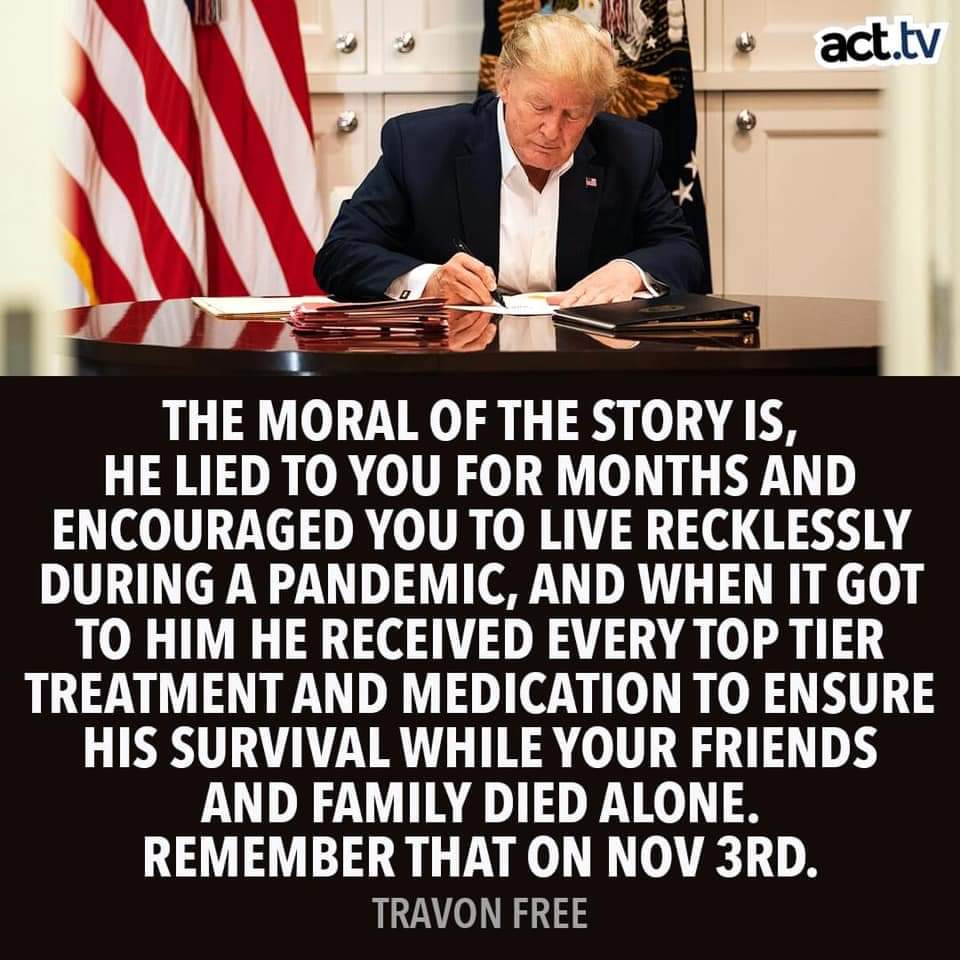 act.tv
THE MORAL OF THE STORY IS,
HE LIED TO YOU FOR MONTHS AND
ENCOURAGED YOU TO LIVE RECKLESSLY
DURING A PANDEMIC, AND WHEN IT GOT
TO HIM HE RECEIVED EVERY TOP TIER
TREATMENT AND MEDICATION TO ENSURE
HIS SURVIVAL WHILE YOUR FRIENDS
AND FAMILY DIED ALONE.
REMEMBER THAT ON NOV 3RD.
TRAVON FREE